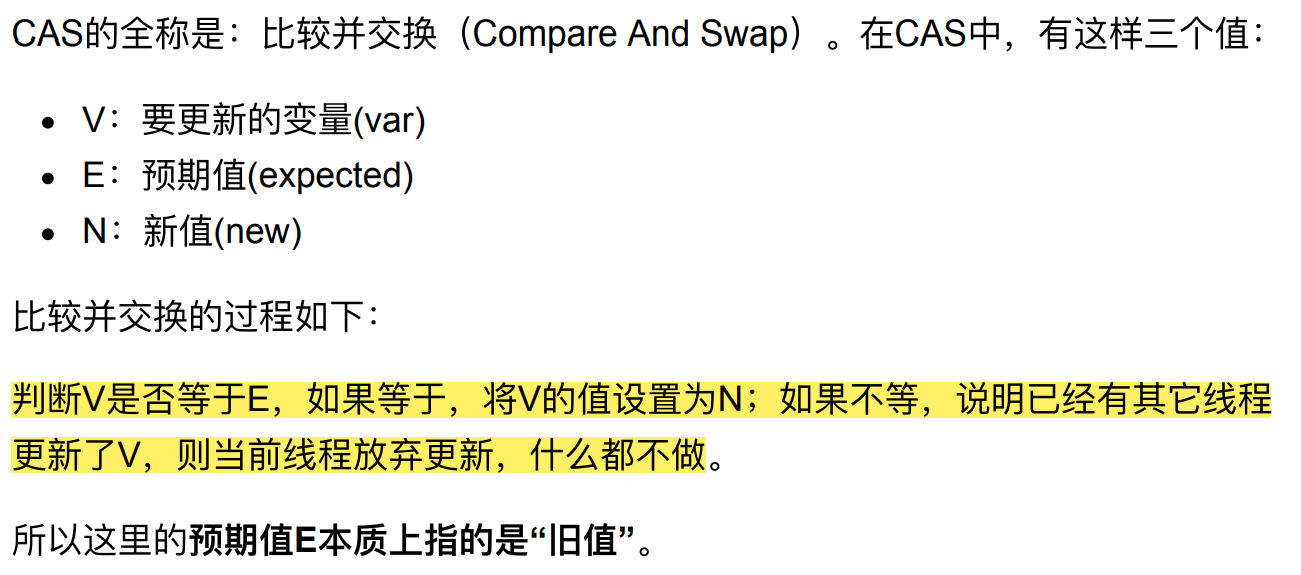 CAS的全称是：比较并交换（Compare And Swap）。在CAS中，有这样三个值：
• V：要更新的变量(var)
• E：预期值(expected)
• N：新值(new)
比较并交换的过程如下：
判断V是否等于E，如果等于，将V的值设置为N；如果不等，说明已经有其它线程
更新了V，则当前线程放弃更新，什么都不做。
所以这里的预期值E本质上指的是“旧值”。